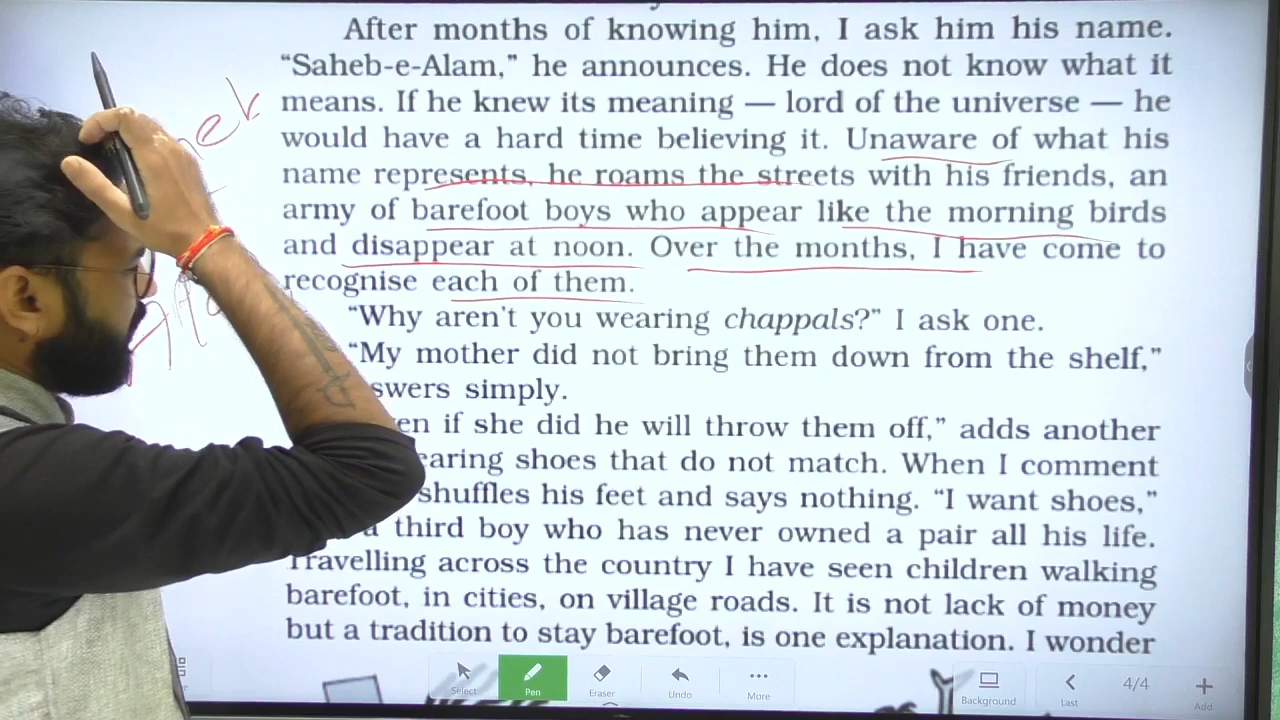 After months of knowing him, I ask him his name.
“Saheb-e-Alam,” he announces. He does not know what it
means. If he knew its meaning — lord of the universe — he
would have a hard time believing it. Unaware of what his
name represents, he roams the streets with his friends, an
army of barefoot boys who appear like the morning birds
and disappear at noon. Over the months, I have come to
recognise each of them.
“Why aren’t you wearing chappals?” I ask one.
“My mother did not bring them down from the shelf,”
swers simply.
en if she did he will throw them off,” adds another
earing shoes that do not match. When I comment
shuffles his feet and says nothing. “I want shoes,”
a third boy who has never owned a pair all his life.
Travelling across the country I have seen children walking
barefoot, in cities, on village roads. It is not lack of money
but a tradition to stay barefoot, is one explanation. I wonder
Select Pen Eraser Undo More Background Last 4/4 Add